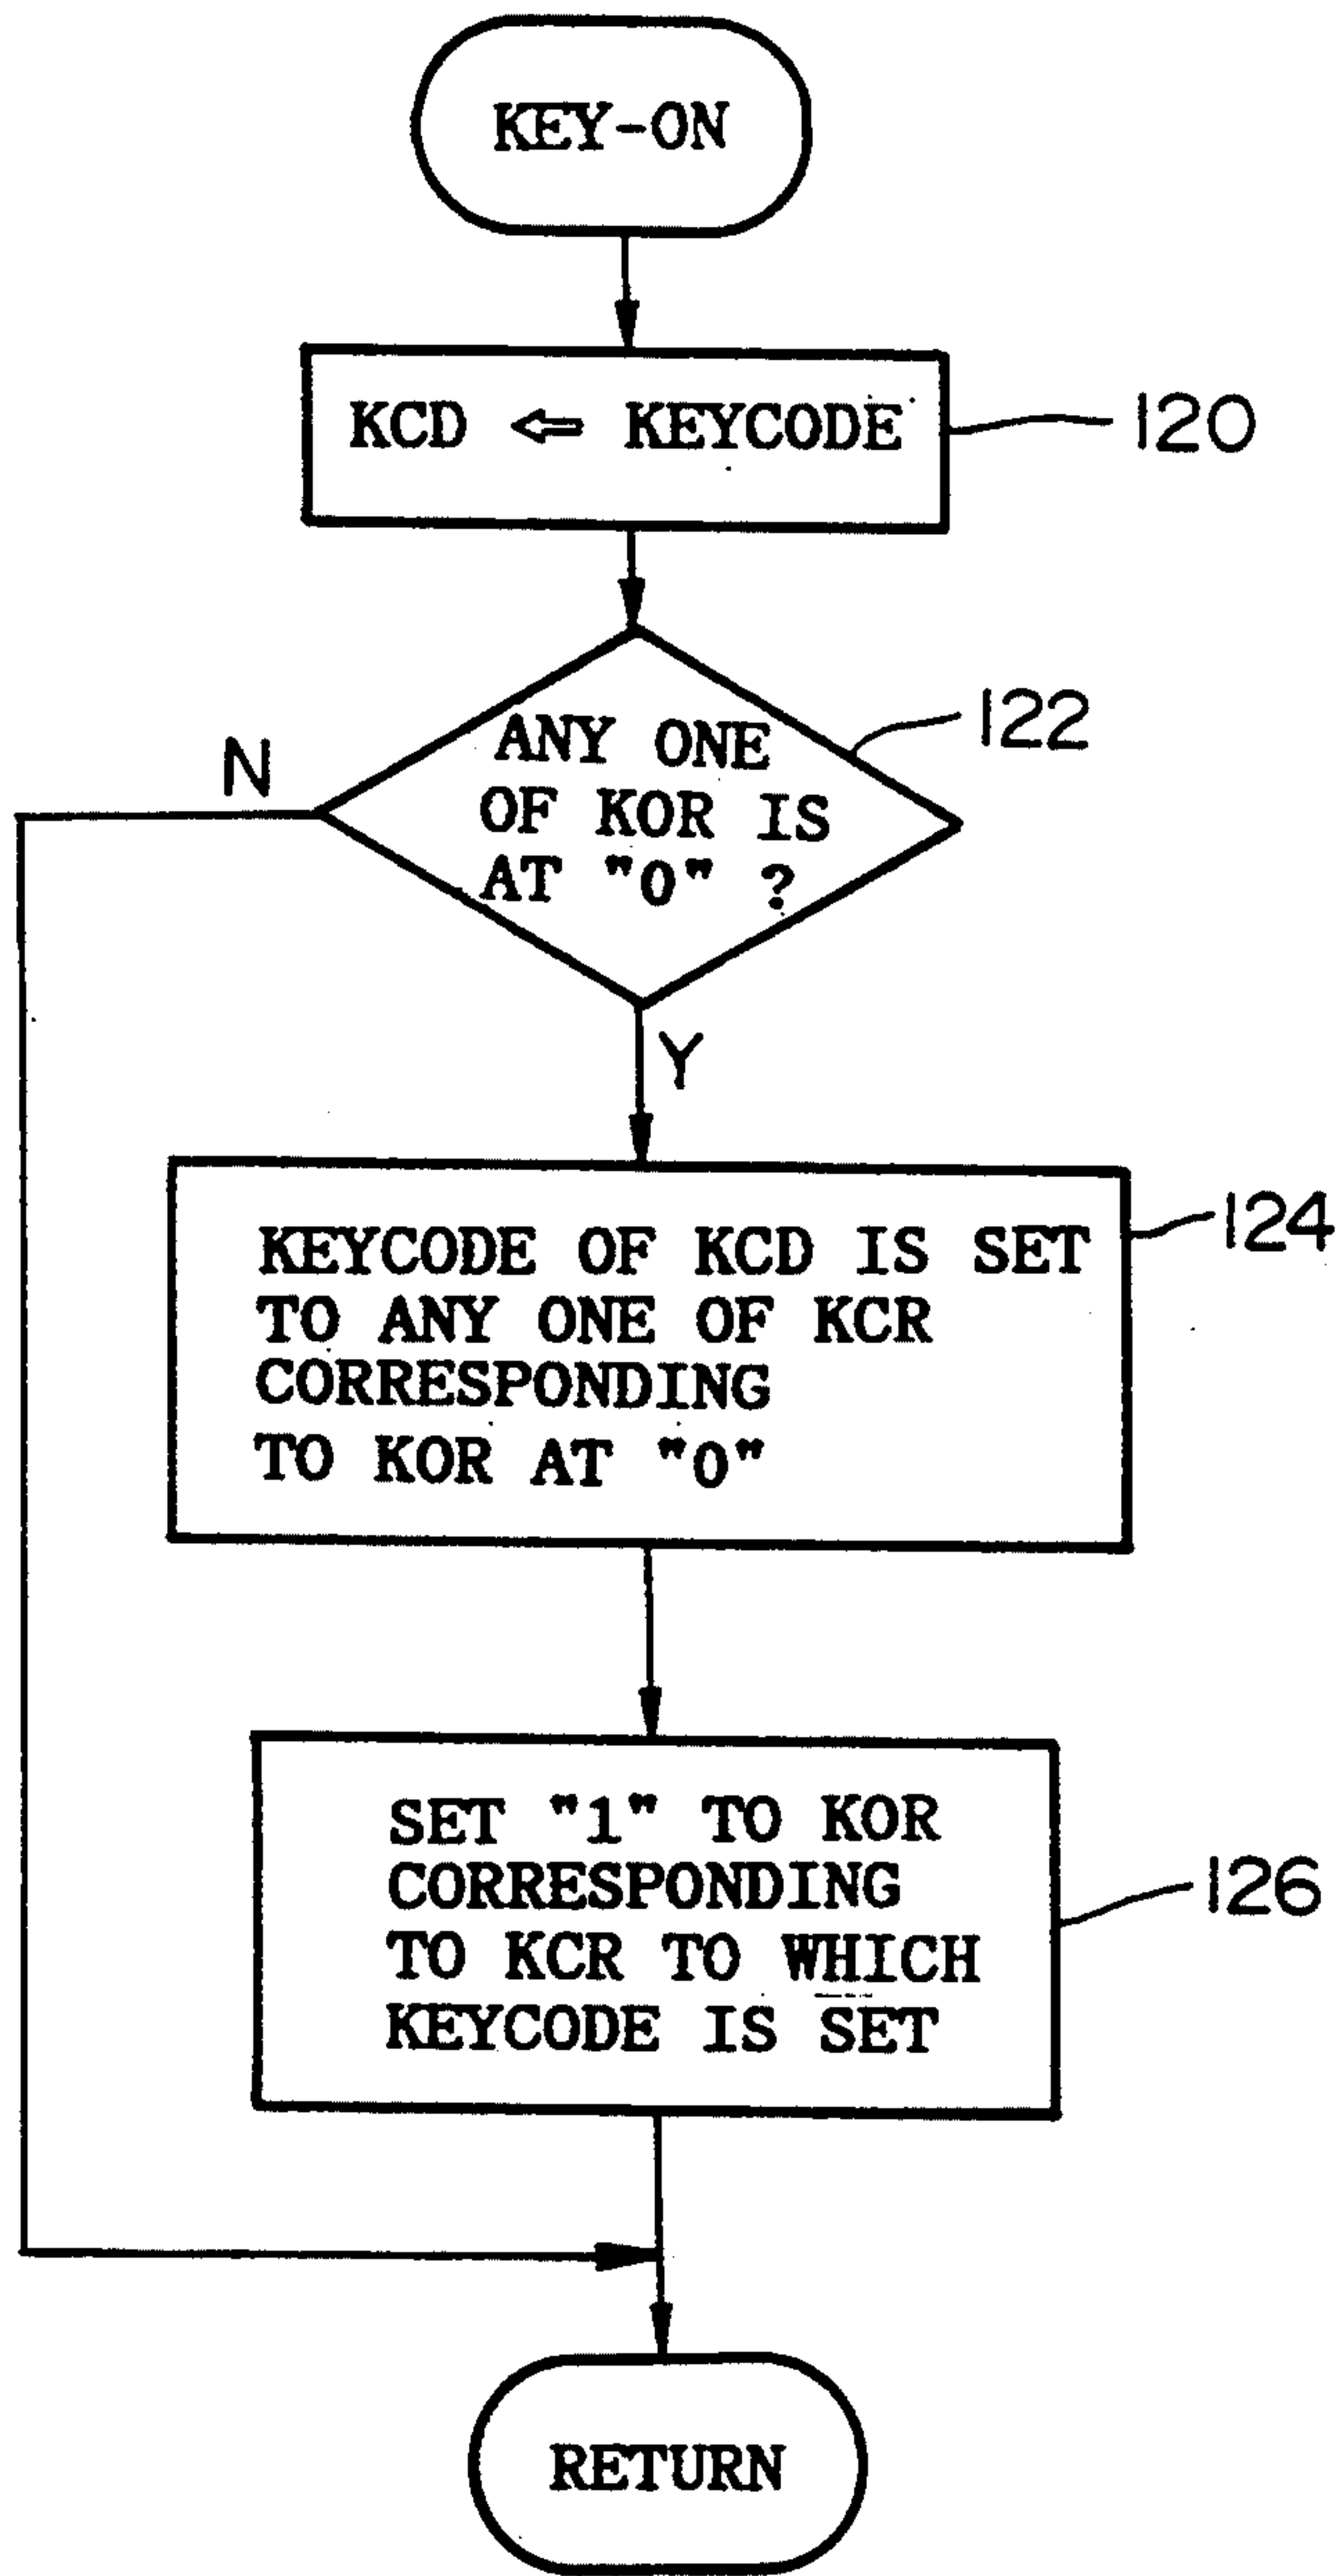 KEY-ON
KCD ⇐ KEYCODE
120
ANY ONE
OF KOR IS
AT "0" ?
122
N
Y
KEYCODE OF KCD IS SET
TO ANY ONE OF KCR
CORRESPONDING
TO KOR AT "0"
124
SET "1" TO KOR
CORRESPONDING
TO KCR TO WHICH
KEYCODE IS SET
126
RETURN